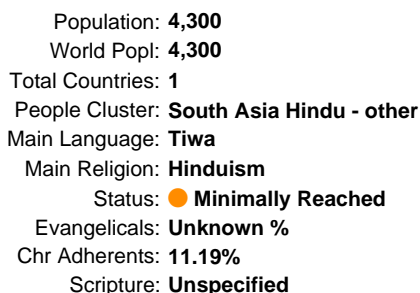 Population: 4,300
World Popl: 4,300
Total Countries: 1
People Cluster: South Asia Hindu - other
Main Language: Tiwa
Main Religion: Hinduism
Status: Minimally Reached
Evangelicals: Unknown %
Chr Adherents: 11.19%
Scripture: Unspecified